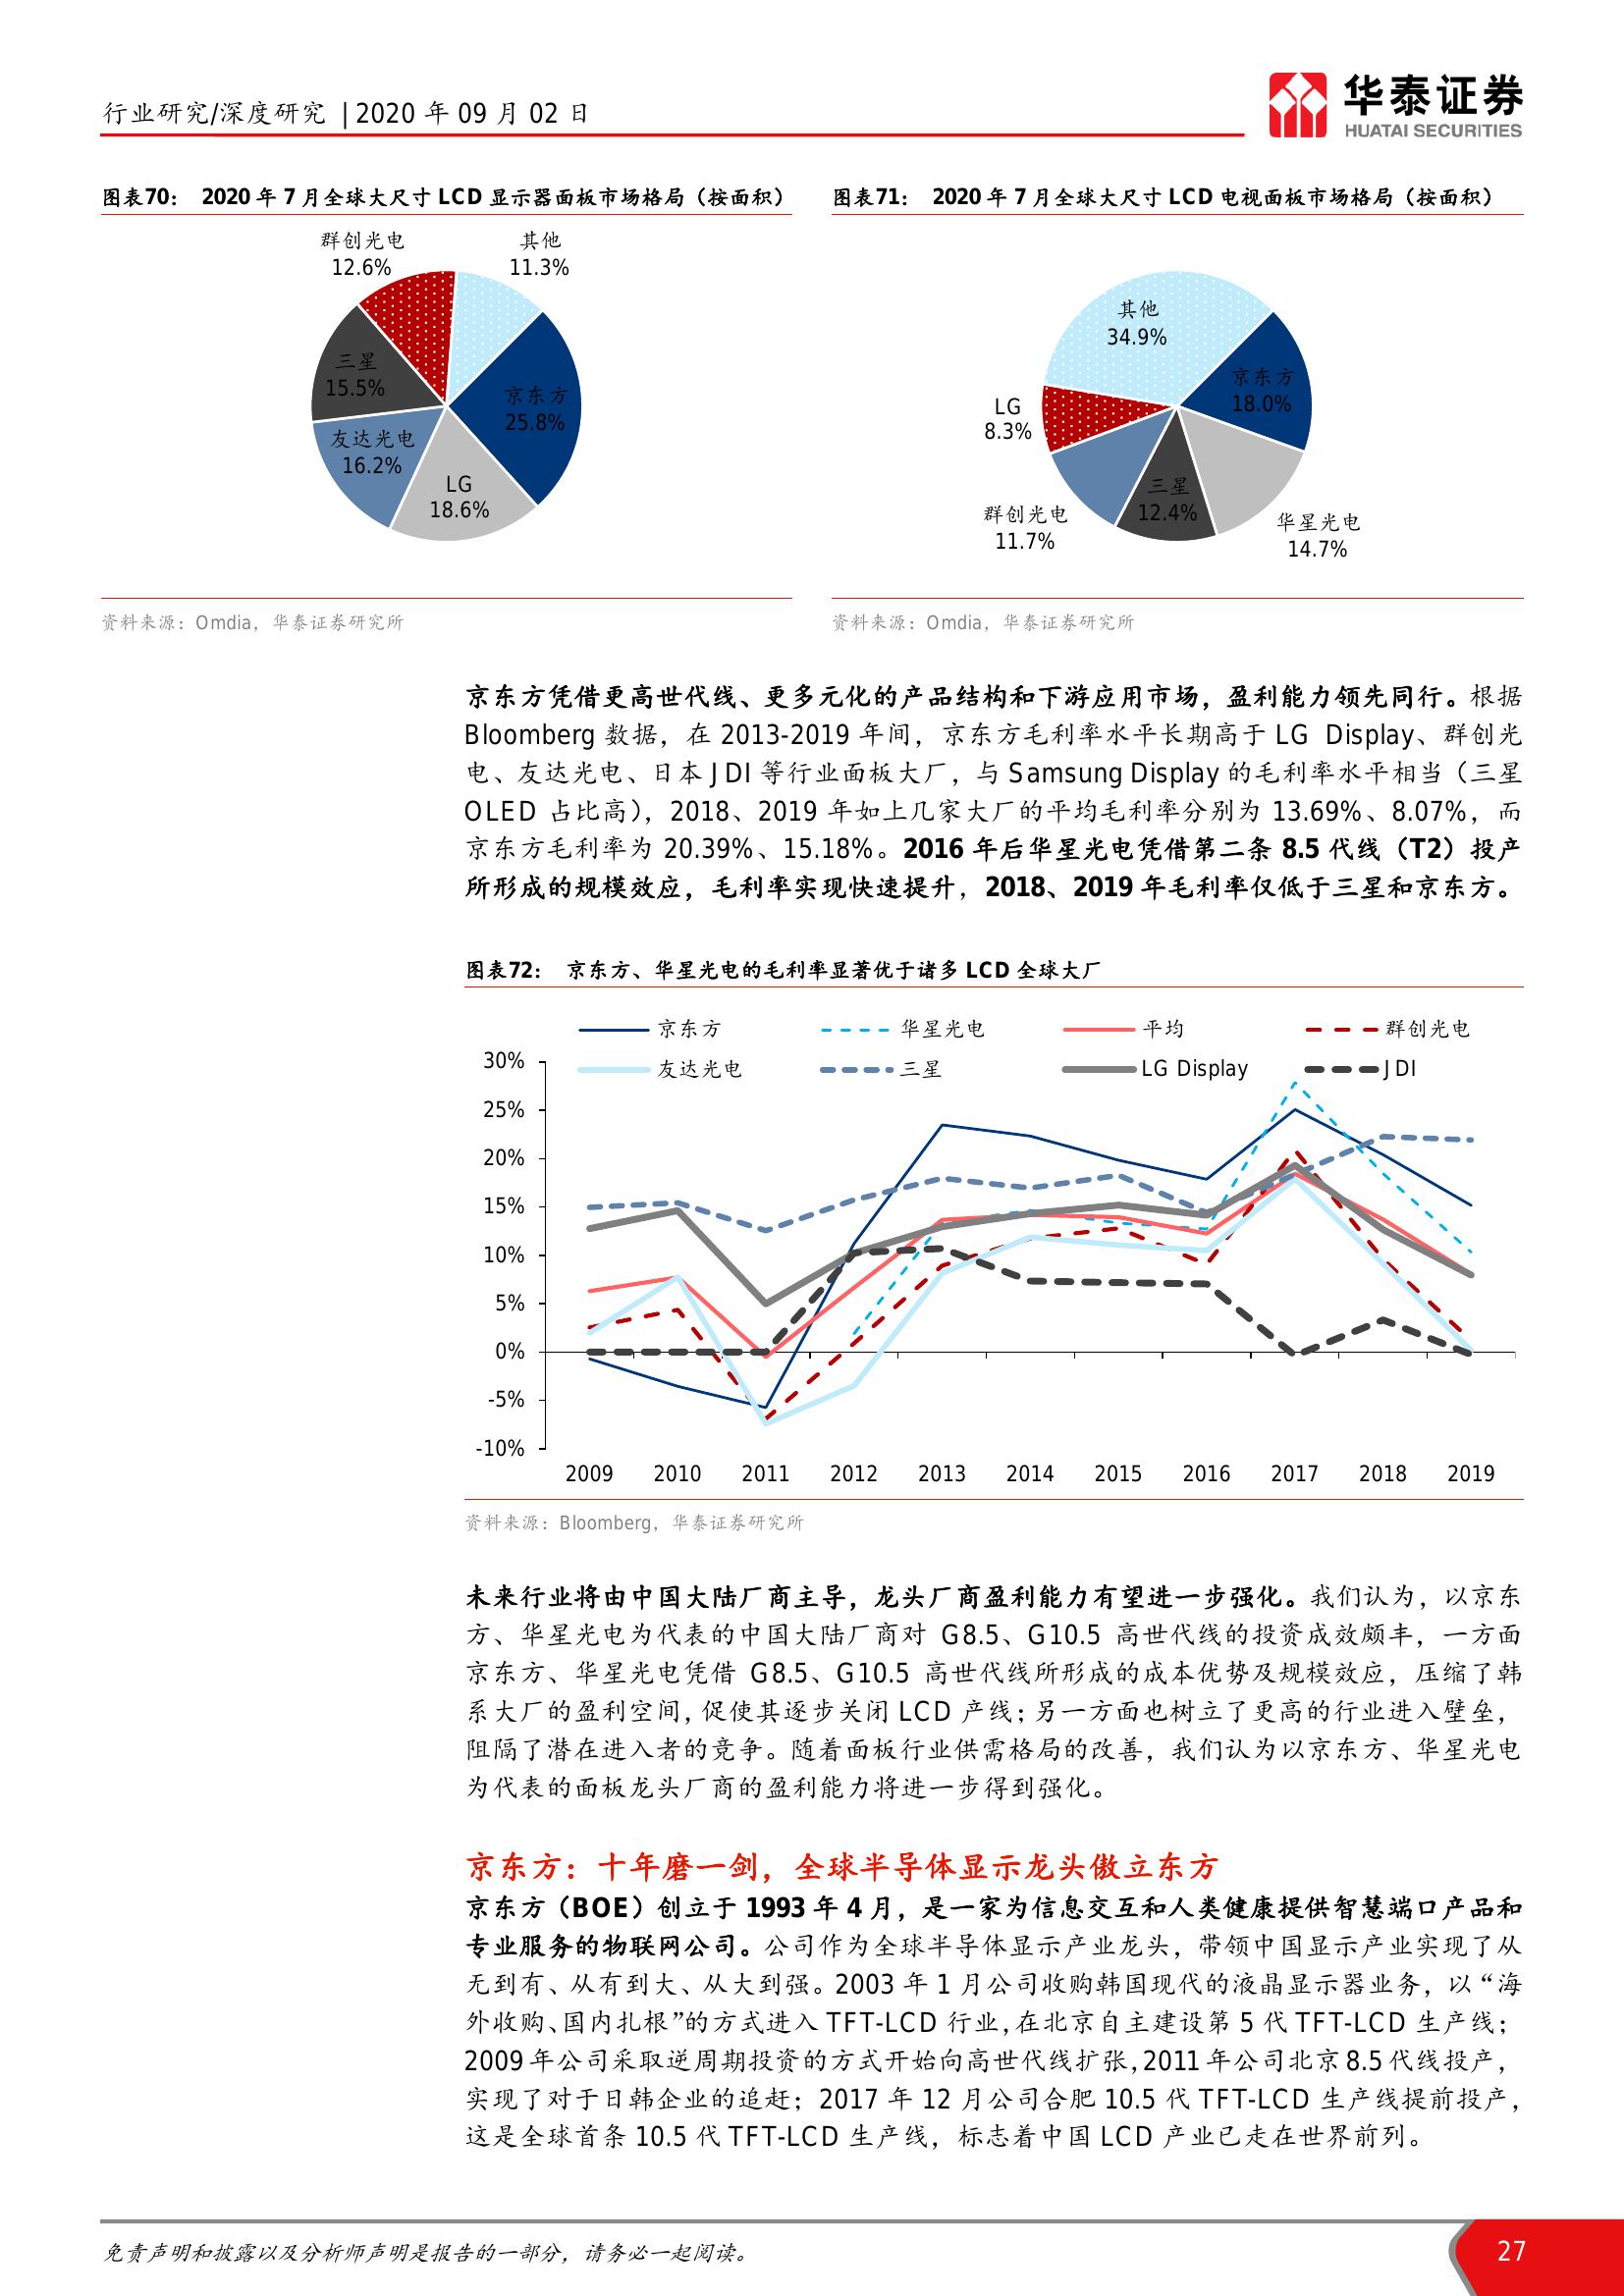 行业研究/深度研究 | 2020 年 09 月 02 日
华泰证券
HUATAI SECURITIES
图表70： 2020 年 7 月全球大尺寸 LCD 显示器面板市场格局（按面积）
群创光电
12.6%
其他
11.3%
三星
15.5%
京东方
25.8%
友达光电
16.2%
LG
18.6%
资料来源：Omdia，华泰证券研究所
图表71： 2020 年 7 月全球大尺寸 LCD 电视面板市场格局（按面积）
其他
34.9%
京东方
18.0%
LG
8.3%
三星
12.4%
群创光电
11.7%
华星光电
14.7%
资料来源：Omdia，华泰证券研究所
京东方凭借更高世代线、更多元化的产品结构和下游应用市场，盈利能力领先同行。根据
Bloomberg 数据，在 2013-2019 年间，京东方毛利率水平长期高于 LG Display、群创光
电、友达光电、日本 JDI 等行业面板大厂，与 Samsung Display 的毛利率水平相当（三星
OLED 占比高），2018、2019 年如上几家大厂的平均毛利率分别为 13.69%、8.07%，而
京东方毛利率为 20.39%、15.18%。2016 年后华星光电凭借第二条 8.5 代线（T2）投产
所形成的规模效应，毛利率实现快速提升，2018、2019 年毛利率仅低于三星和京东方。
图表72： 京东方、华星光电的毛利率显著优于诸多 LCD 全球大厂
京东方 华星光电 平均 群创光电
友达光电 三星 LG Display JDI
30%
25%
20%
15%
10%
5%
0%
-5%
-10%
2009 2010 2011 2012 2013 2014 2015 2016 2017 2018 2019
资料来源：Bloomberg，华泰证券研究所
未来行业将由中国大陆厂商主导，龙头厂商盈利能力有望进一步强化。我们认为，以京东
方、华星光电为代表的中国大陆厂商对 G8.5、G10.5 高世代线的投资成效颇丰，一方面
京东方、华星光电凭借 G8.5、G10.5 高世代线所形成的成本优势及规模效应，压缩了韩
系大厂的盈利空间，促使其逐步关闭 LCD 产线；另一方面也树立了更高的行业进入壁垒，
阻隔了潜在进入者的竞争。随着面板行业供需格局的改善，我们认为以京东方、华星光电
为代表的面板龙头厂商的盈利能力将进一步得到强化。
京东方：十年磨一剑，全球半导体显示龙头傲立东方
京东方（BOE）创立于 1993 年 4 月，是一家为信息交互和人类健康提供智慧端口产品和
专业服务的物联网公司。公司作为全球半导体显示产业龙头，带领中国显示产业实现了从
无到有、从有到大、从大到强。2003 年 1 月公司收购韩国现代的液晶显示器业务，以“海
外收购、国内扎根”的方式进入 TFT-LCD 行业，在北京自主建设第 5 代 TFT-LCD 生产线；
2009 年公司采取逆周期投资的方式开始向高世代线扩张，2011 年公司北京 8.5 代线投产，
实现了对于日韩企业的追赶；2017 年 12 月公司合肥 10.5 代 TFT-LCD 生产线提前投产，
这是全球首条 10.5 代 TFT-LCD 生产线，标志着中国 LCD 产业已走在世界前列。
免责声明和披露以及分析师声明是报告的一部分，请务必一起阅读。
27